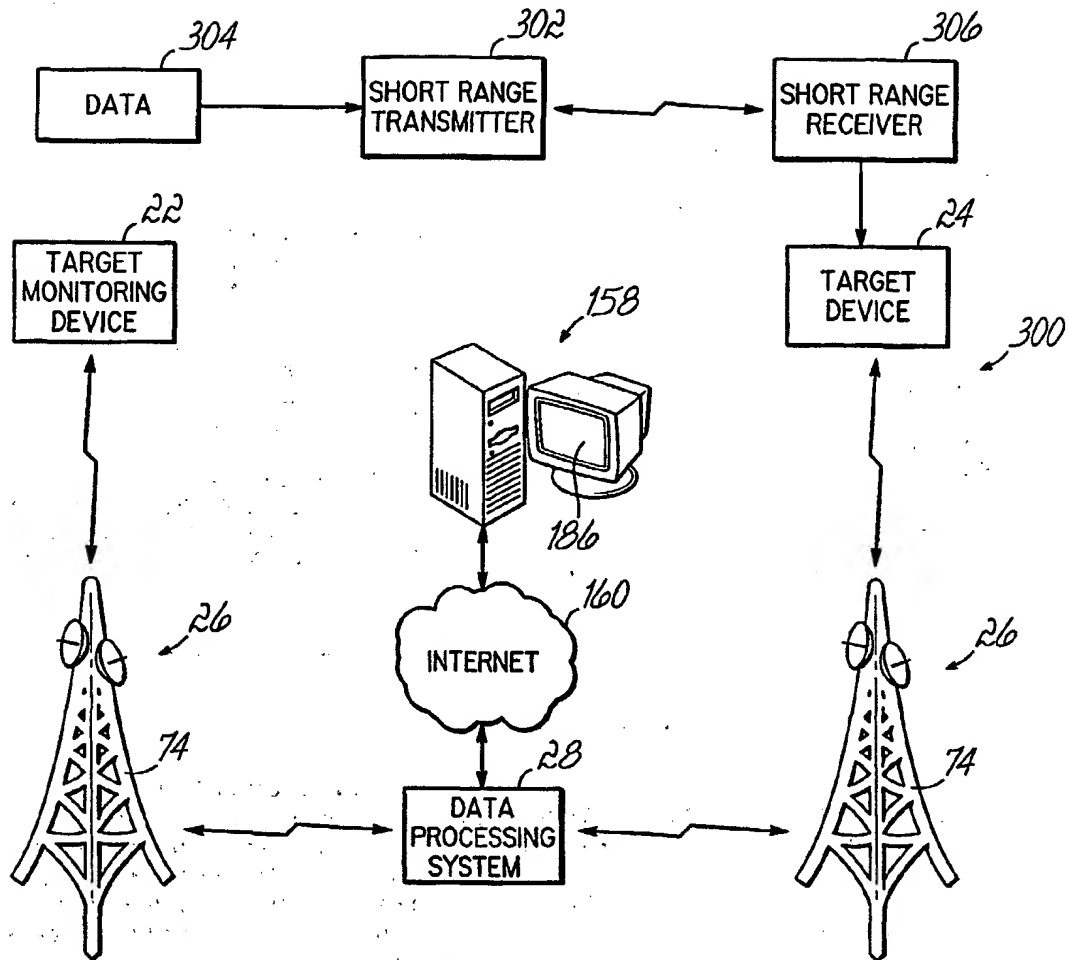 304
302
306
DATA
SHORT RANGE
TRANSMITTER
SHORT RANGE
RECEIVER
22
24
TARGET
MONITORING
DEVICE
TARGET
DEVICE
158
300
186
160
26
INTERNET
26
74
28
74
DATA
PROCESSING
SYSTEM